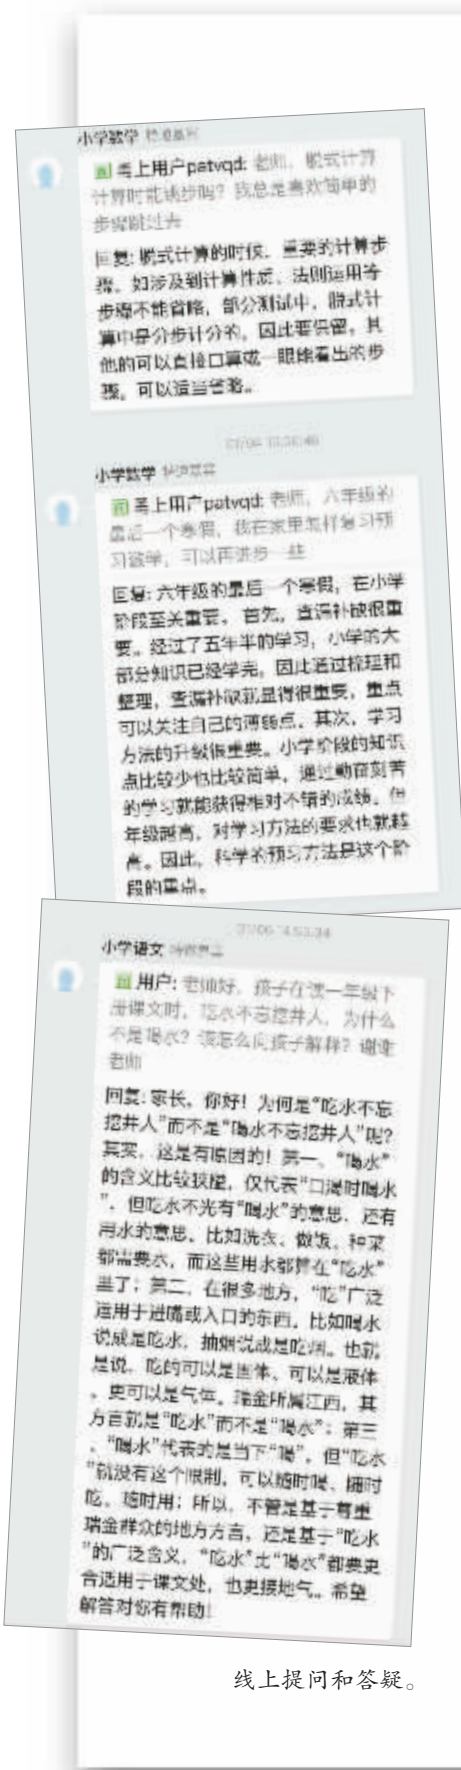 小学数学
问 掌上用户patvqd: 老师，脱式计算
计算时能跳步吗？我总是喜欢简单的
步骤跳过去
回复: 脱式计算的时候，重要的计算步
骤，如涉及到计算性质、法则运用等
步骤不能省略，部分测试中，脱式计
算中是分步计分的，因此要保留。其
他的可以直接口算或一眼能看出的步
骤，可以适当省略。
小学数学
问 掌上用户patvqd: 老师，六年级的
最后一个寒假，我在家里怎样复习预
习数学，可以再进步一些
回复: 六年级的最后一个寒假，在小学
阶段至关重要。首先，查漏补缺很重
要。经过了五年半的学习，小学的大
部分知识已经学完，因此通过梳理和
整理，查漏补缺就显得很重要，重点
可以关注自己的薄弱点。其次，学习
方法的升级很重要。小学阶段的知识
点比较少也比较简单，通过勤奋刻苦
的学习就能获得相对不错的成绩。但
年级越高，对学习方法的要求也就越
高。因此，科学的预习方法是这个阶
段的重点。
小学语文
问 用户: 老师好，孩子在读一年级下
册课文时，吃水不忘挖井人，为什么
不是喝水？该怎么向孩子解释？谢谢
老师
回复: 家长，你好！为何是“吃水不忘
挖井人”而不是“喝水不忘挖井人”呢？
其实，这是有原因的！第一、“喝水”
的含义比较狭隘，仅代表“口渴时喝水
”，但吃水不光有“喝水”的意思，还有
用水的意思，比如洗衣、做饭、种菜
都需要水，而这些用水都算在“吃水”
里了；第二、在很多地方，“吃”广泛
运用于进嘴或入口的东西，比如喝水
说成是吃水，抽烟说成是吃烟。也就
是说，吃的可以是固体、可以是液体
、更可以是气体。瑞金所属江西，其
方言就是“吃水”而不是“喝水”；第三
、“喝水”代表的是当下“喝”，但“吃水
”就没有这个限制，可以随时喝、随时
吃、随时用；所以，不管是基于尊重
瑞金群众的地方方言，还是基于“吃水
”的广泛含义，“吃水”比“喝水”都要更
合适用于课文处，也更接地气。希望
解答对你有帮助！
线上提问和答疑。